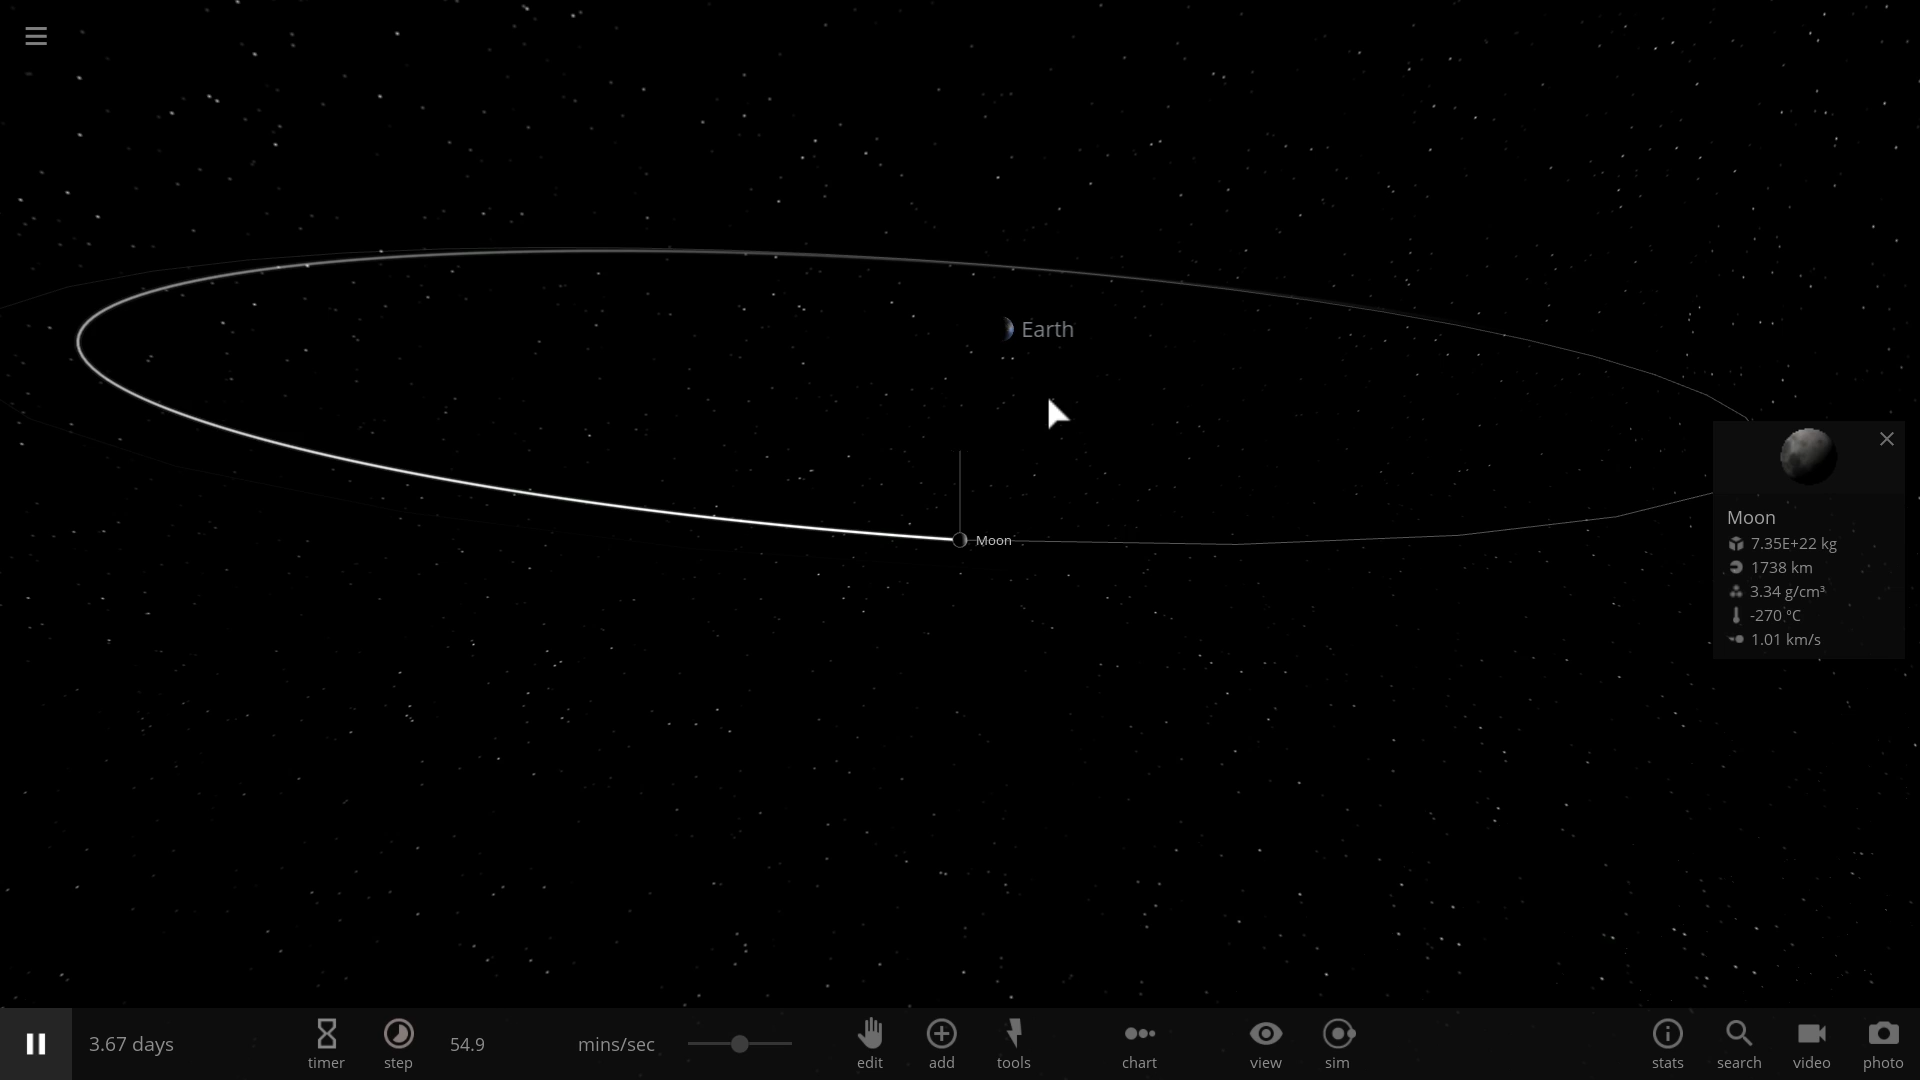 Earth
Moon
Moon
7.35E+22 kg
1738 km
3.34 g/cm³
-270 °C
1.01 km/s
3.67 days
timer
step
54.9
mins/sec
edit
add
tools
chart
view
sim
stats
search
video
photo